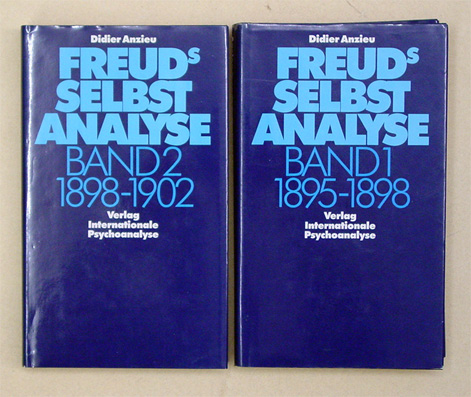 Didier Anzieu
FREUDs
SELBST
ANALYSE
BAND 2
1898-1902
Verlag
Internationale
Psychoanalyse
Didier Anzieu
FREUDs
SELBST
ANALYSE
BAND 1
1895-1898
Verlag
Internationale
Psychoanalyse